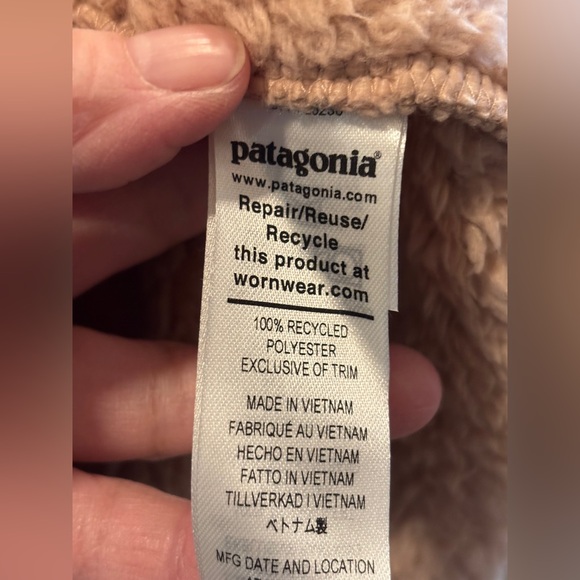 patagonia®
www.patagonia.com
Repair/Reuse/
Recycle
this product at
wornwear.com
100% RECYCLED
POLYESTER
EXCLUSIVE OF TRIM
MADE IN VIETNAM
FABRIQUÉ AU VIETNAM
HECHO EN VIETNAM
FATTO IN VIETNAM
TILLVERKAD I VIETNAM
ベトナム製
MFG DATE AND LOCATION